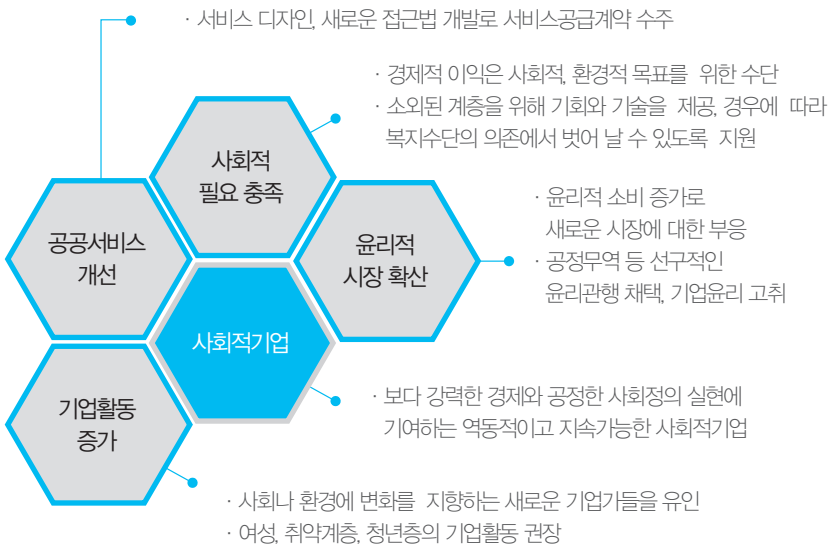 · 서비스 디자인, 새로운 접근법 개발로 서비스공급계약 수주
· 경제적 이익은 사회적, 환경적 목표를 위한 수단
· 소외된 계층을 위해 기회와 기술을 제공, 경우에 따라
복지수단의 의존에서 벗어 날 수 있도록 지원
사회적
필요 충족
공공서비스
개선
윤리적
시장 확산
· 윤리적 소비 증가로
새로운 시장에 대한 부응
· 공정무역 등 선구적인
윤리관행 채택, 기업윤리 고취
사회적기업
기업활동
증가
· 보다 강력한 경제와 공정한 사회정의 실현에
기여하는 역동적이고 지속가능한 사회적기업
· 사회나 환경에 변화를 지향하는 새로운 기업가들을 유인
· 여성, 취약계층, 청년층의 기업활동 권장